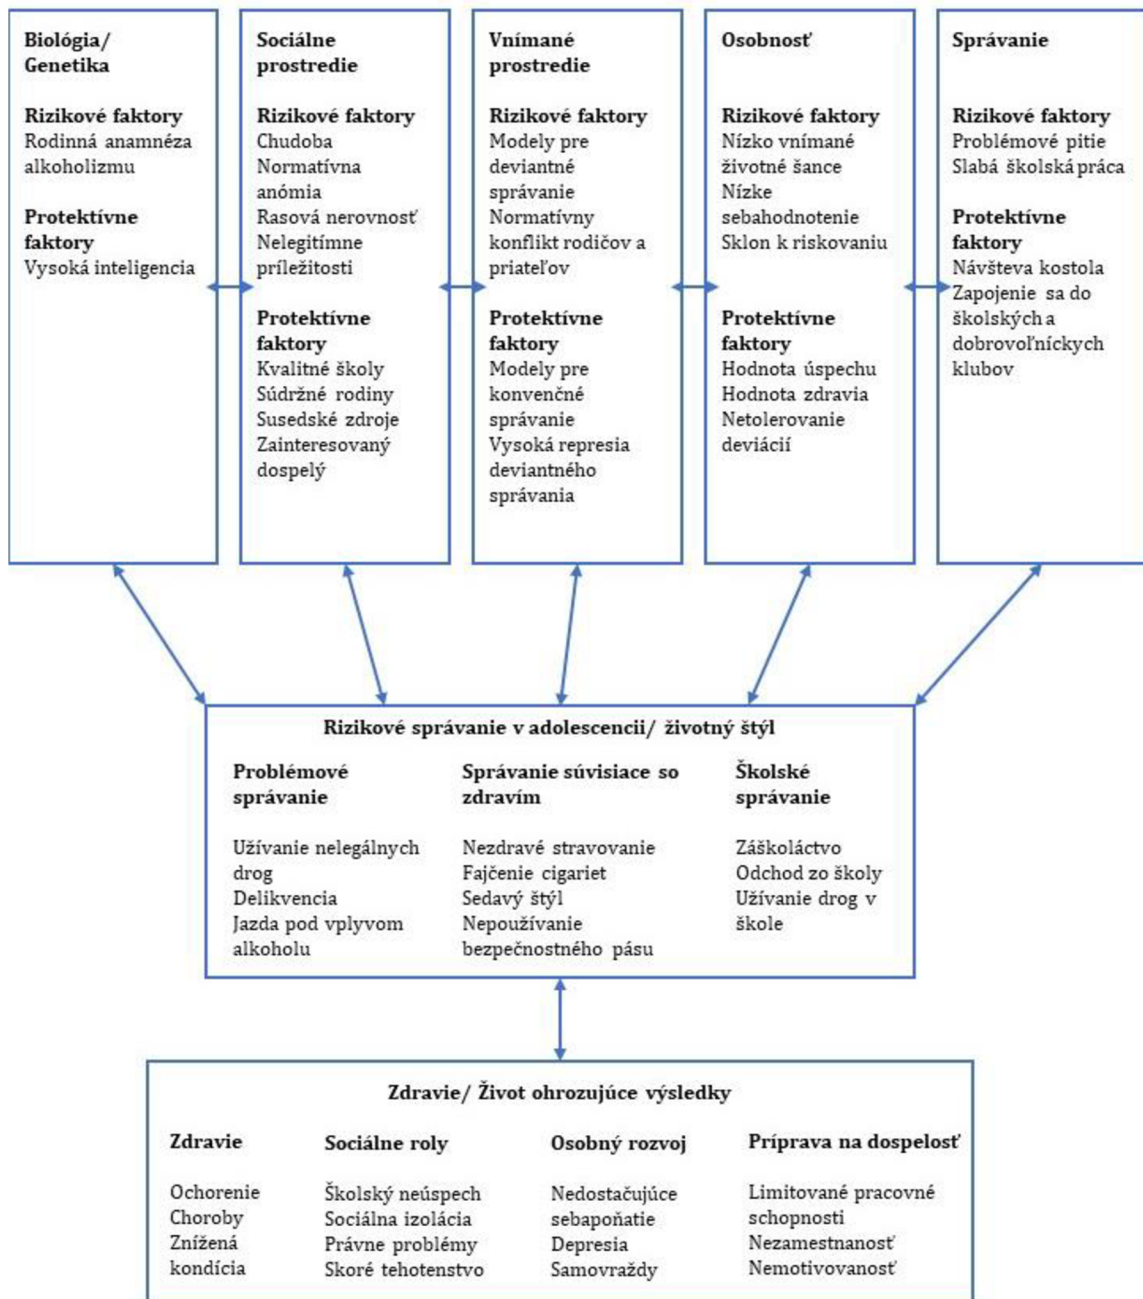 Biológia/
Genetika
Rizikové faktory
Rodinná anamnéza
alkoholizmu
Protektívne
faktory
Vysoká inteligencia
Sociálne
prostredie
Rizikové faktory
Chudoba
Normatívna
anómia
Rasová nerovnosť
Nelegitímne
príležitosti
Protektívne
faktory
Kvalitné školy
Súdržné rodiny
Susedské zdroje
Zainteresovaný
dospelý
Vnímané
prostredie
Rizikové faktory
Modely pre
deviantné
správanie
Normatívny
konflikt rodičov a
priateľov
Protektívne
faktory
Modely pre
konvenčné
správanie
Vysoká represia
deviantného
správania
Osobnosť
Rizikové faktory
Nízko vnímané
životné šance
Nízke
sebahodnotenie
Sklon k riskovaniu
Protektívne
faktory
Hodnota úspechu
Hodnota zdravia
Netolerovanie
deviácií
Správanie
Rizikové faktory
Problémové pitie
Slabá školská práca
Protektívne
faktory
Návšteva kostola
Zapojenie sa do
školských a
dobrovoľníckych
klubov
Rizikové správanie v adolescencii/ životný štýl
Problémové
správanie
Užívanie nelegálnych
drog
Delikvencia
Jazda pod vplyvom
alkoholu
Správanie súvisiace so
zdravím
Nezdravé stravovanie
Fajčenie cigariet
Sedavý štýl
Nepoužívanie
bezpečnostného pásu
Školské
správanie
Záškoláctvo
Odchod zo školy
Užívanie drog v
škole
Zdravie/ Život ohrozujúce výsledky
Zdravie
Ochorenie
Choroby
Znížená
kondícia
Sociálne roly
Školský neúspech
Sociálna izolácia
Právne problémy
Skoré tehotenstvo
Osobný rozvoj
Nedostačujúce
sebapoňatie
Depresia
Samovraždy
Príprava na dospelosť
Limitované pracovné
schopnosti
Nezamestnanosť
Nemotivovanosť